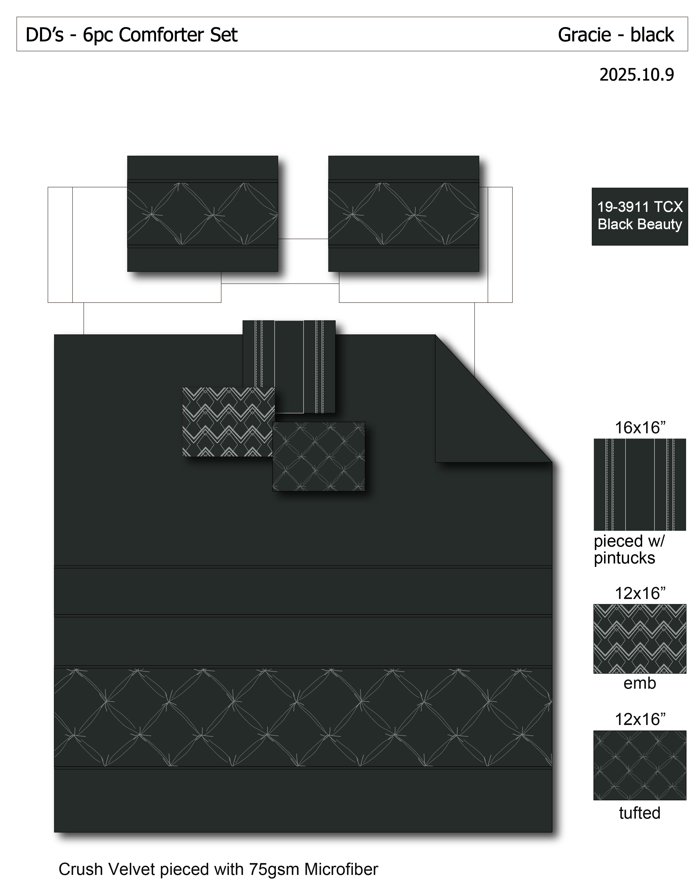 DD's - 6pc Comforter Set
Gracie - black
2025.10.9
19-3911 TCX
Black Beauty
16x16”
pieced w/
pintucks
12x16”
emb
12x16”
tufted
Crush Velvet pieced with 75gsm Microfiber